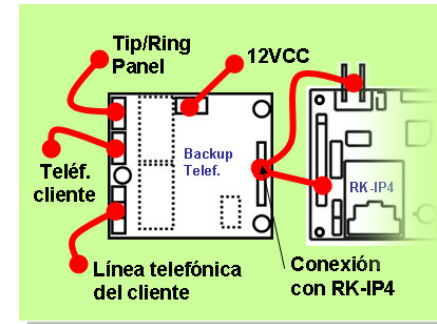 Tip/Ring
Panel
12VCC
Teléf.
cliente
Backup
Telef.
RK-IP4
Línea telefónica
del cliente
Conexión
con RK-IP4